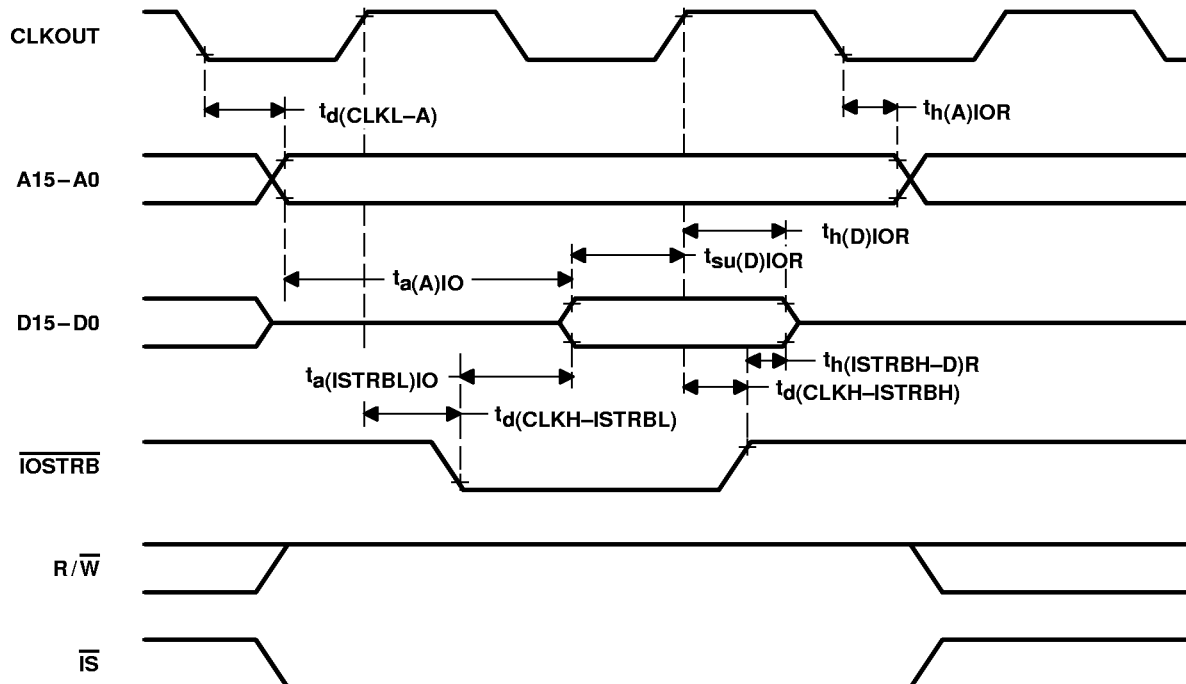 CLKOUT
td(CLKL–A)
th(A)IOR
A15–A0
th(D)IOR
tsu(D)IOR
ta(A)IO
D15–D0
th(ISTRBH–D)R
ta(ISTRBL)IO
td(CLKH–ISTRBH)
td(CLKH–ISTRBL)
IOSTRB
R/W
IS